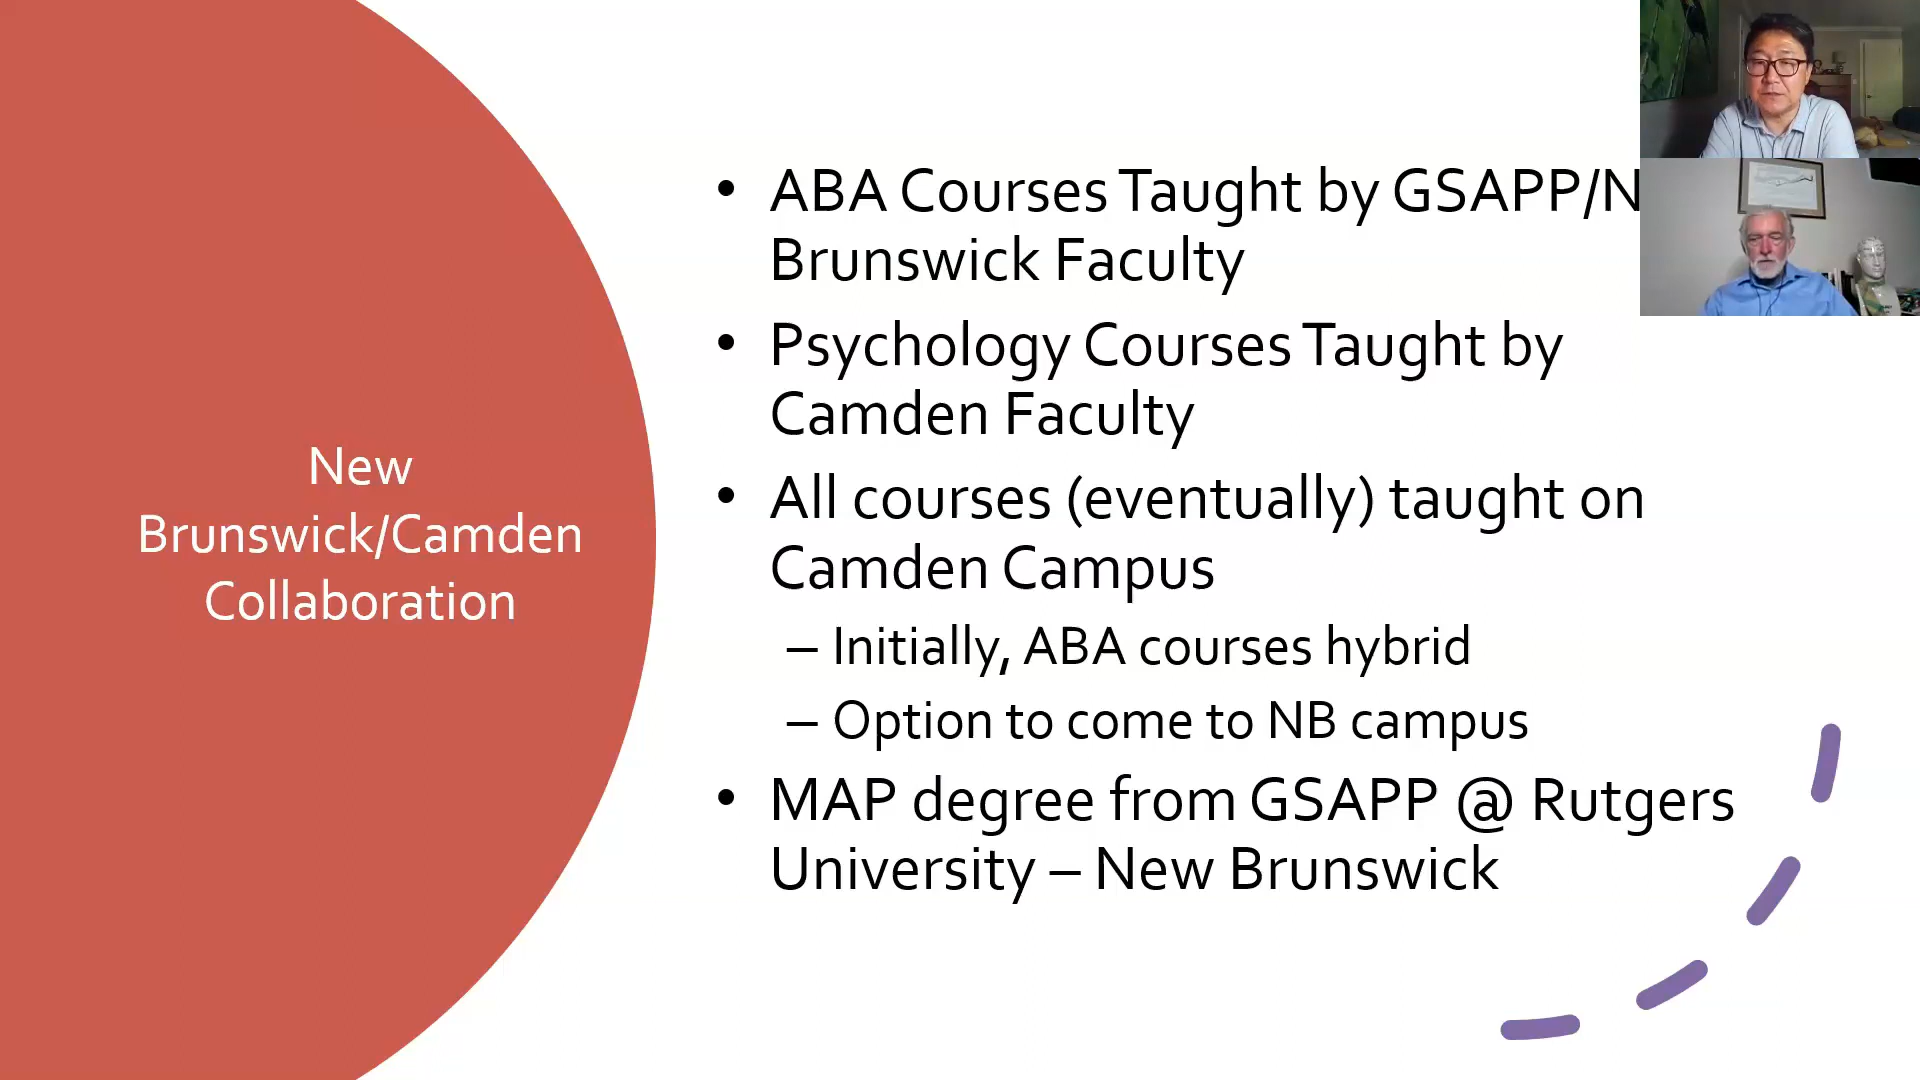 New
Brunswick/Camden
Collaboration
• ABA Courses Taught by GSAPP/N
Brunswick Faculty
• Psychology Courses Taught by
Camden Faculty
• All courses (eventually) taught on
Camden Campus
– Initially, ABA courses hybrid
– Option to come to NB campus
• MAP degree from GSAPP @ Rutgers
University – New Brunswick